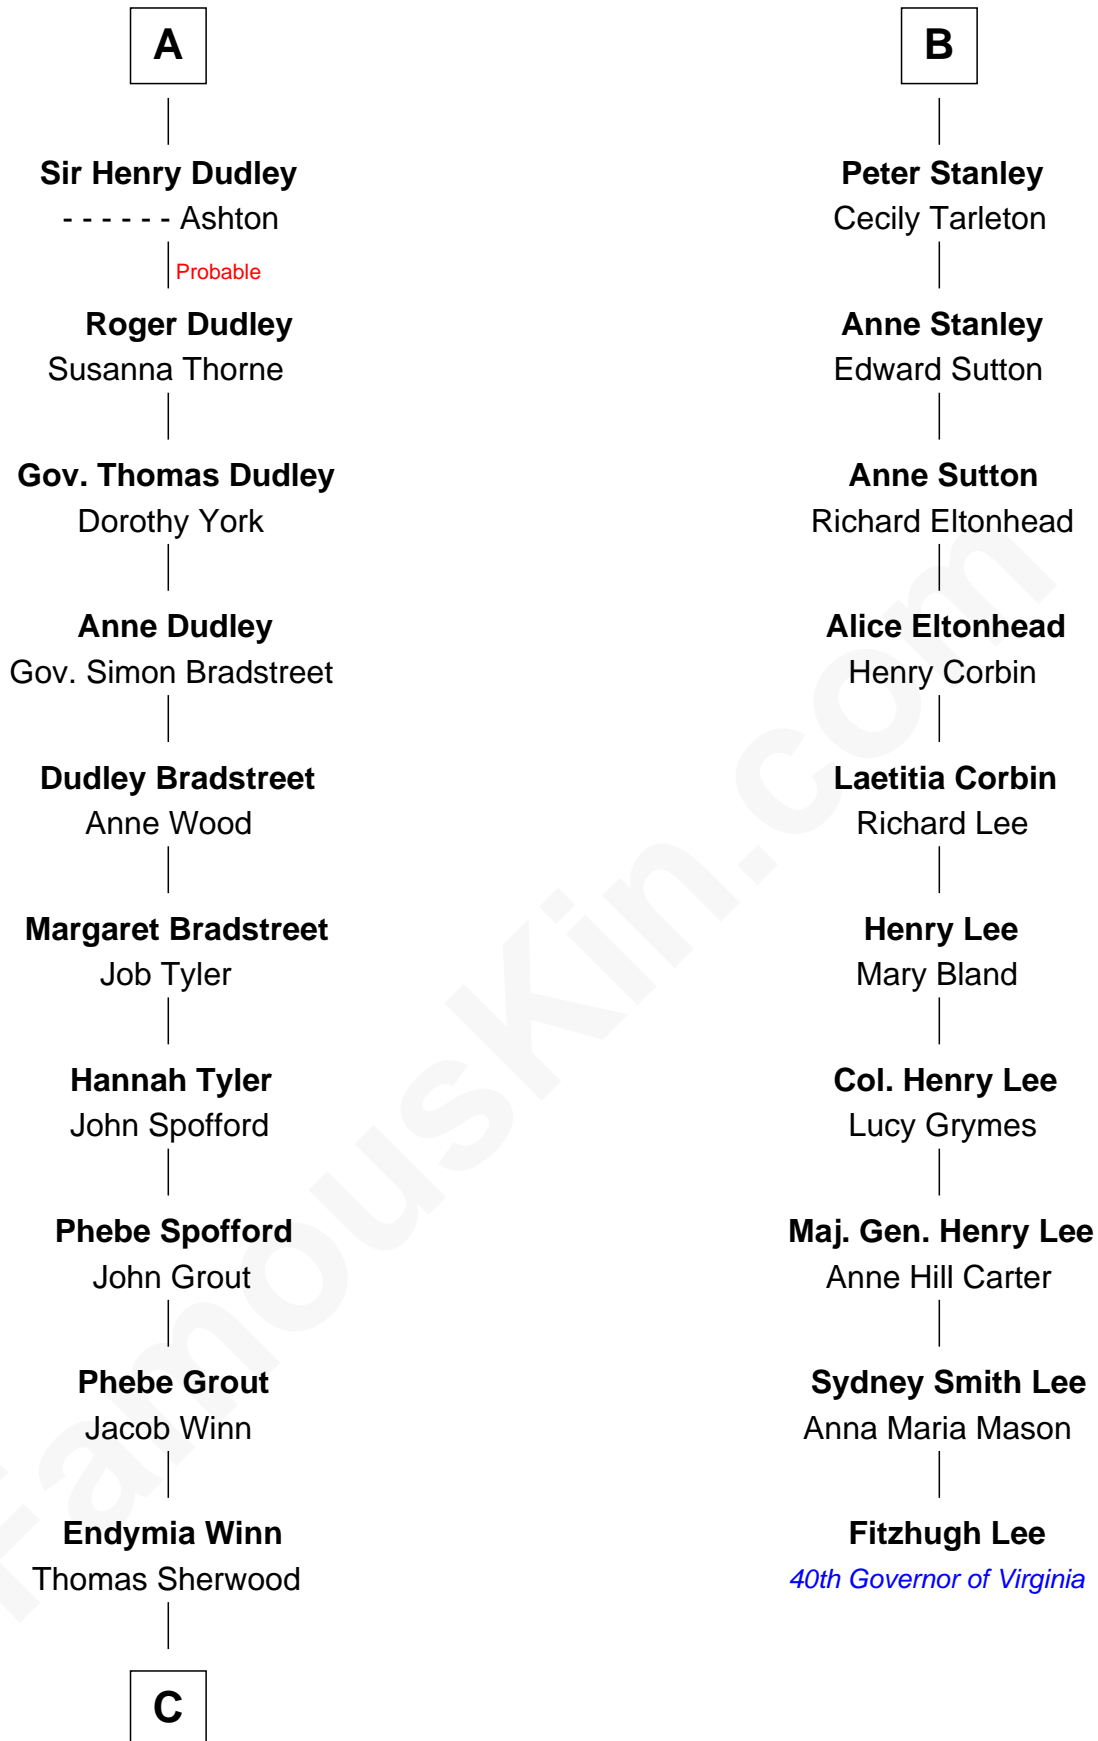 A
Sir Henry Dudley
- - - - - - Ashton
Probable
Roger Dudley
Susanna Thorne
Gov. Thomas Dudley
Dorothy York
Anne Dudley
Gov. Simon Bradstreet
Dudley Bradstreet
Anne Wood
Margaret Bradstreet
Job Tyler
Hannah Tyler
John Spofford
Phebe Spofford
John Grout
Phebe Grout
Jacob Winn
Endymia Winn
Thomas Sherwood
C
B
Peter Stanley
Cecily Tarleton
Anne Stanley
Edward Sutton
Anne Sutton
Richard Eltonhead
Alice Eltonhead
Henry Corbin
Laetitia Corbin
Richard Lee
Henry Lee
Mary Bland
Col. Henry Lee
Lucy Grymes
Maj. Gen. Henry Lee
Anne Hill Carter
Sydney Smith Lee
Anna Maria Mason
Fitzhugh Lee
40th Governor of Virginia
FamousKin.com